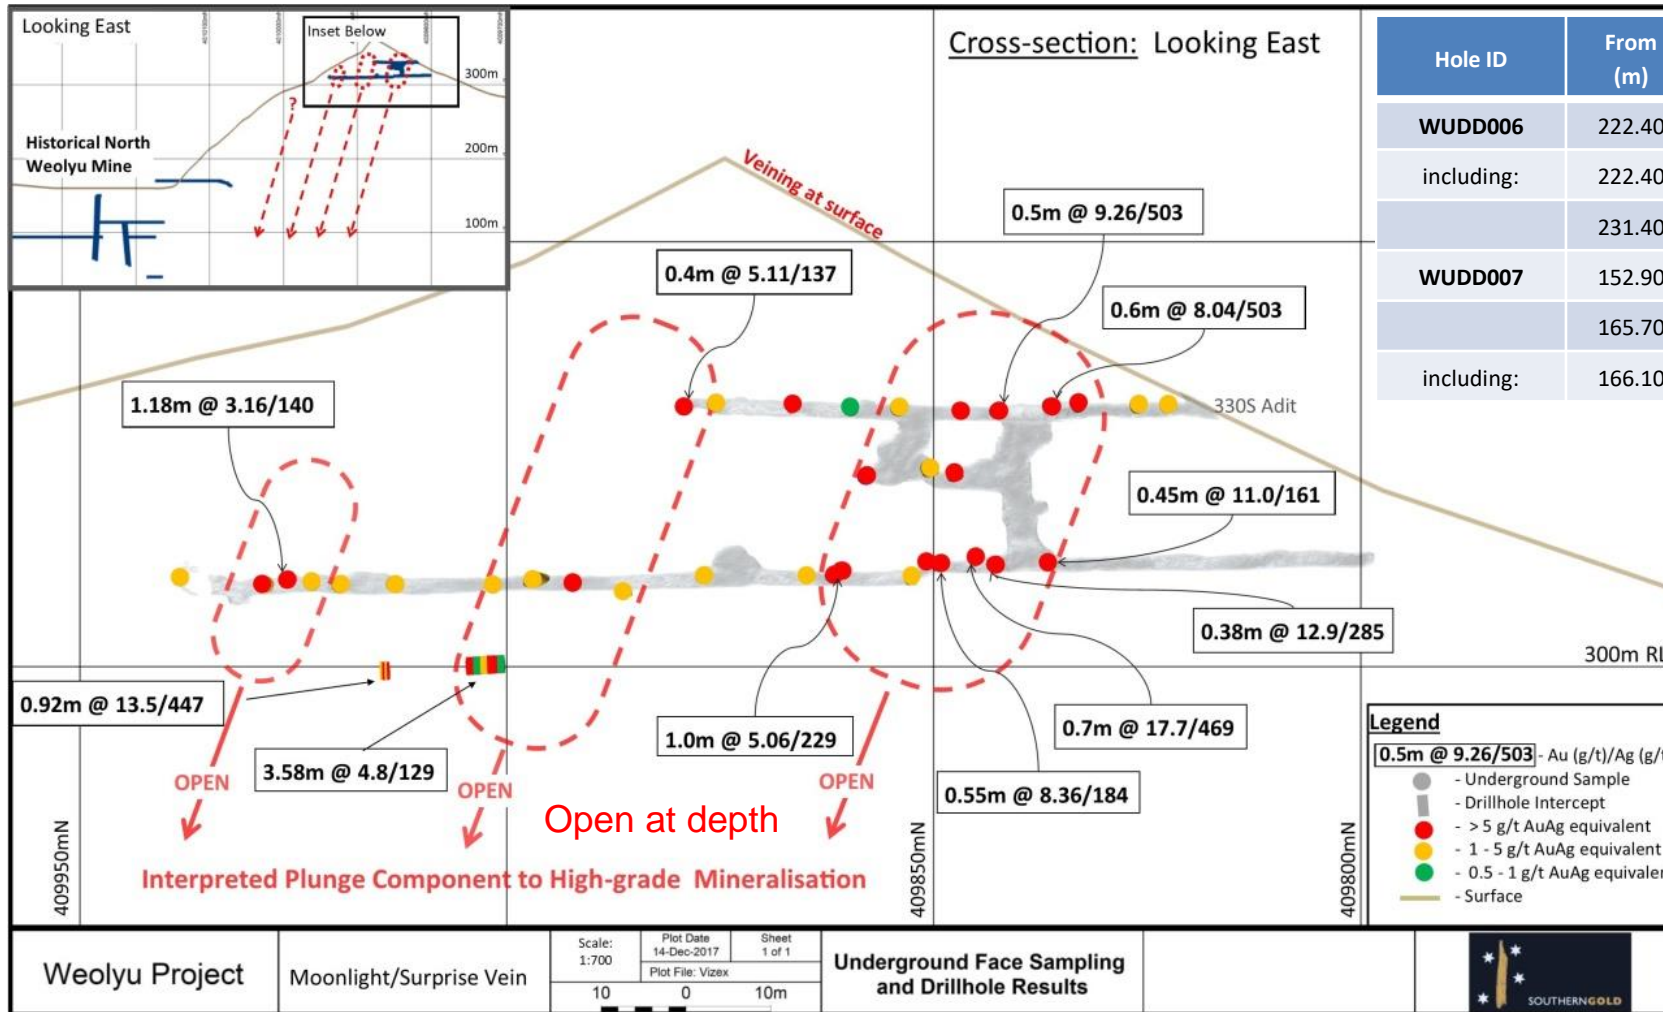 Looking East
Inset Below
300m
200m
100m
?
Historical North
Weolyu Mine
Cross-section: Looking East
Hole ID
From
(m)
WUDD006
222.40
including:
222.40
231.40
WUDD007
152.90
165.70
including:
166.10
Veining at surface
0.5m @ 9.26/503
0.4m @ 5.11/137
0.6m @ 8.04/503
1.18m @ 3.16/140
330S Adit
0.45m @ 11.0/161
0.38m @ 12.9/285
300m RL
0.92m @ 13.5/447
3.58m @ 4.8/129
1.0m @ 5.06/229
0.7m @ 17.7/469
0.55m @ 8.36/184
OPEN
OPEN
OPEN
Open at depth
Interpreted Plunge Component to High-grade Mineralisation
409950mN
409850mN
409800mN
Legend
0.5m @ 9.26/503 - Au (g/t)/Ag (g/t
- Underground Sample
- Drillhole Intercept
- > 5 g/t AuAg equivalent
- 1 - 5 g/t AuAg equivalent
- 0.5 - 1 g/t AuAg equivalen
- Surface
Weolyu Project
Moonlight/Surprise Vein
Scale:
1:700
Plot Date
14-Dec-2017
Sheet
1 of 1
Plot File: Vizex
10 0 10m
Underground Face Sampling
and Drillhole Results
SOUTHERNGOLD